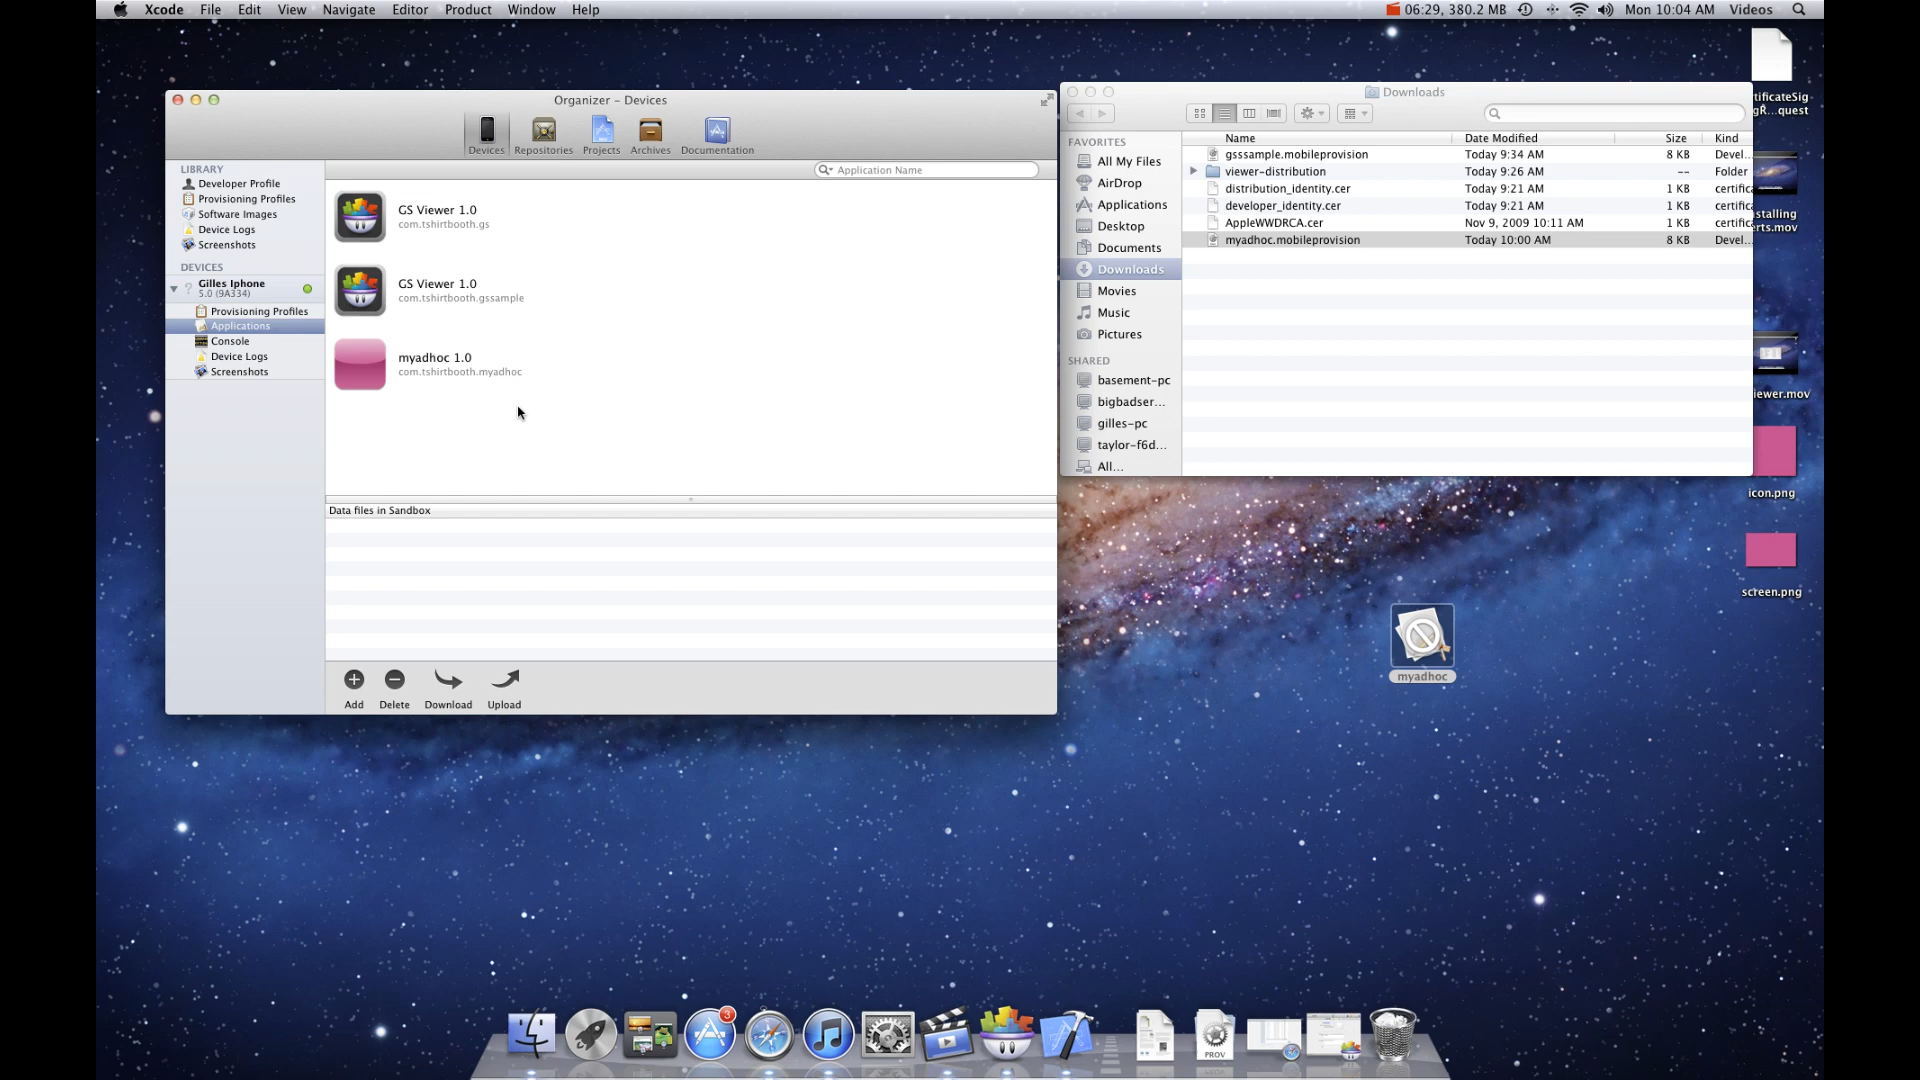 Xcode File Edit View Navigate Editor Product Window Help
06:29, 380.2 MB Mon 10:04 AM Videos
Organizer – Devices
Devices Repositories Projects Archives Documentation
LIBRARY
Developer Profile
Provisioning Profiles
Software Images
Device Logs
Screenshots
DEVICES
Gilles Iphone
5.0 (9A334)
Provisioning Profiles
Applications
Console
Device Logs
Screenshots
Application Name
GS Viewer 1.0
com.tshirtbooth.gs
GS Viewer 1.0
com.tshirtbooth.gssample
myadhoc 1.0
com.tshirtbooth.myadhoc
Data files in Sandbox
Add Delete Download Upload
Downloads
FAVORITES
All My Files
AirDrop
Applications
Desktop
Documents
Downloads
Movies
Music
Pictures
SHARED
basement-pc
bigbadser...
gilles-pc
taylor-f6d...
All...
Name Date Modified Size Kind
gsssample.mobileprovision Today 9:34 AM 8 KB Devel...
viewer-distribution Today 9:26 AM -- Folder
distribution_identity.cer Today 9:21 AM 1 KB certific
developer_identity.cer Today 9:21 AM 1 KB certific
AppleWWDRCA.cer Nov 9, 2009 10:11 AM 1 KB certific
myadhoc.mobileprovision Today 10:00 AM 8 KB Devel...
tificateSig
gR...quest
stalling
erts.mov
iewer.mov
icon.png
screen.png
myadhoc
3
PROV